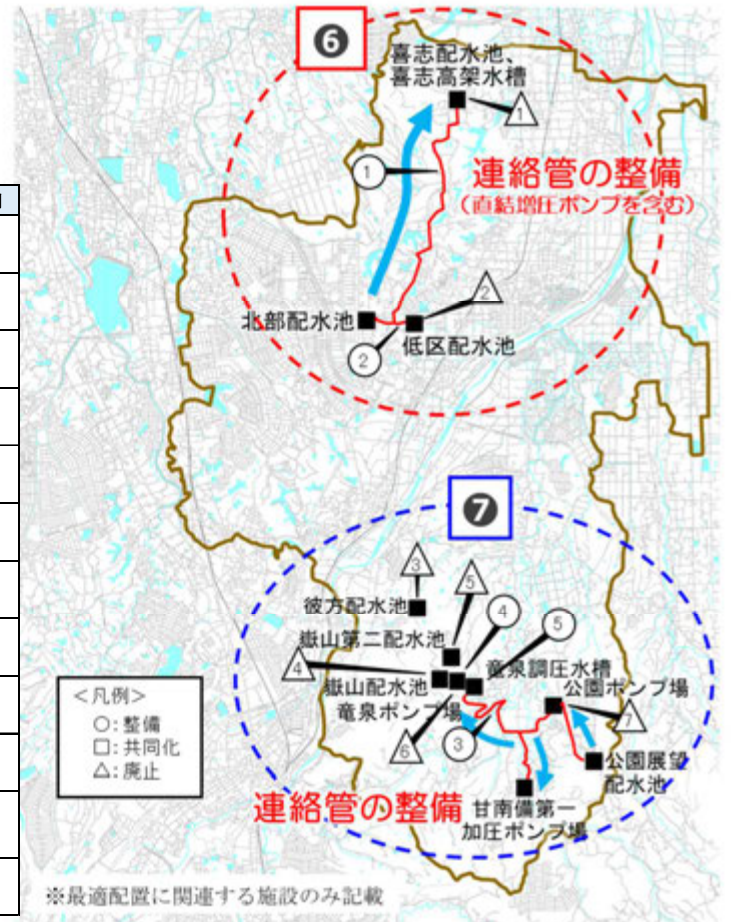 ❻
喜志配水池、
喜志高架水槽
1
1
連絡管の整備
（直結増圧ポンプを含む）
2
北部配水池
低区配水池
2
❼
3
5
4
5
彼方配水池
嶽山第二配水池
4
竜泉調圧水槽
嶽山配水池
公園ポンプ場
竜泉ポンプ場
7
6
3
公園展望
配水池
＜凡例＞
○：整備
□：共同化
△：廃止
連絡管の整備
甘南備第一
加圧ポンプ場
※最適配置に関連する施設のみ記載